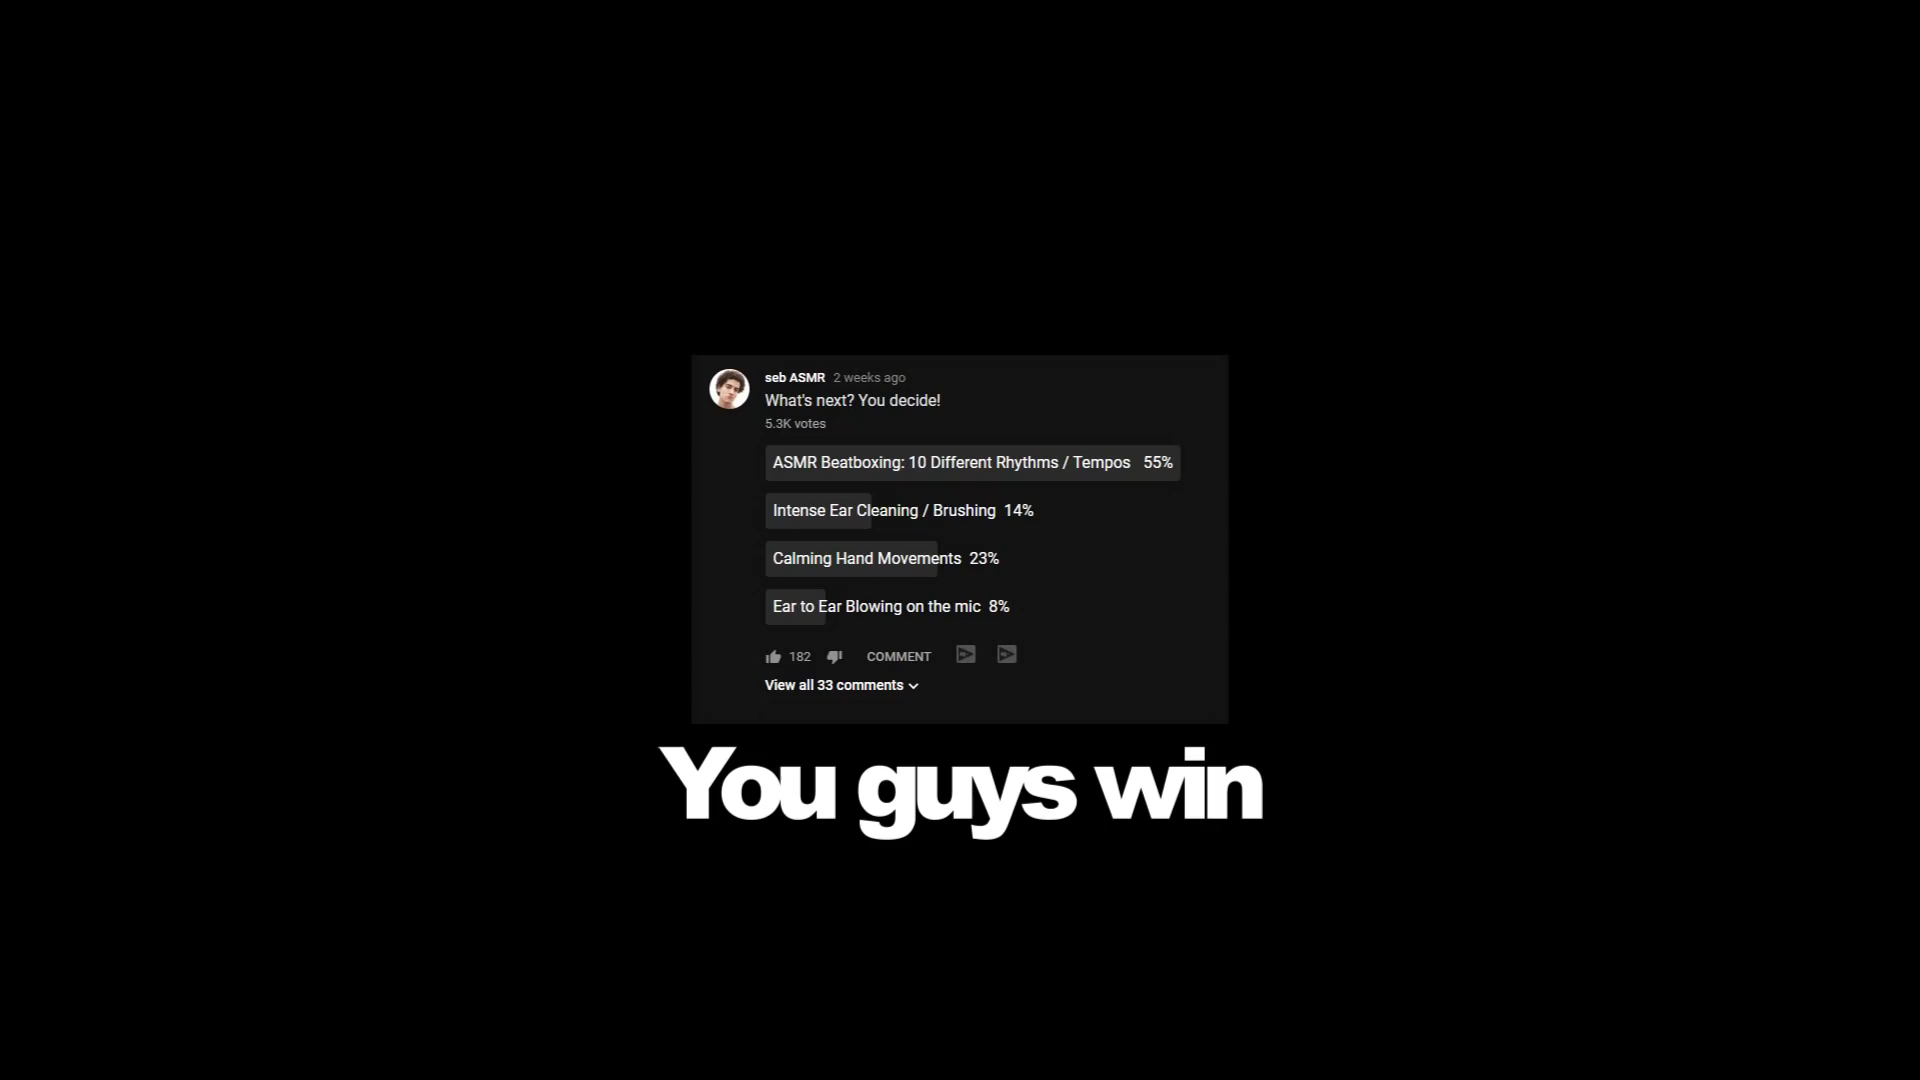 seb ASMR 2 weeks ago
What's next? You decide!
5.3K votes
ASMR Beatboxing: 10 Different Rhythms / Tempos 55%
Intense Ear Cleaning / Brushing 14%
Calming Hand Movements 23%
Ear to Ear Blowing on the mic 8%
182 COMMENT
View all 33 comments
You guys win